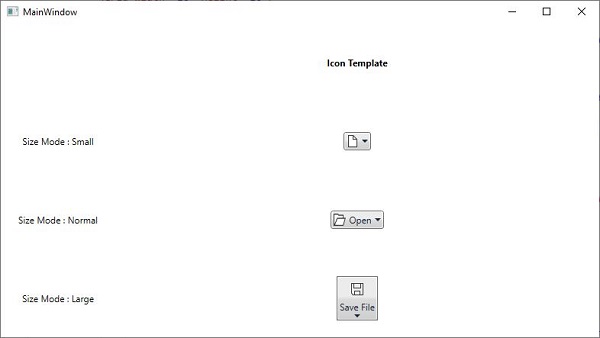 MainWindow
Icon Template
Size Mode : Small
Size Mode : Normal
Open
Size Mode : Large
Save File